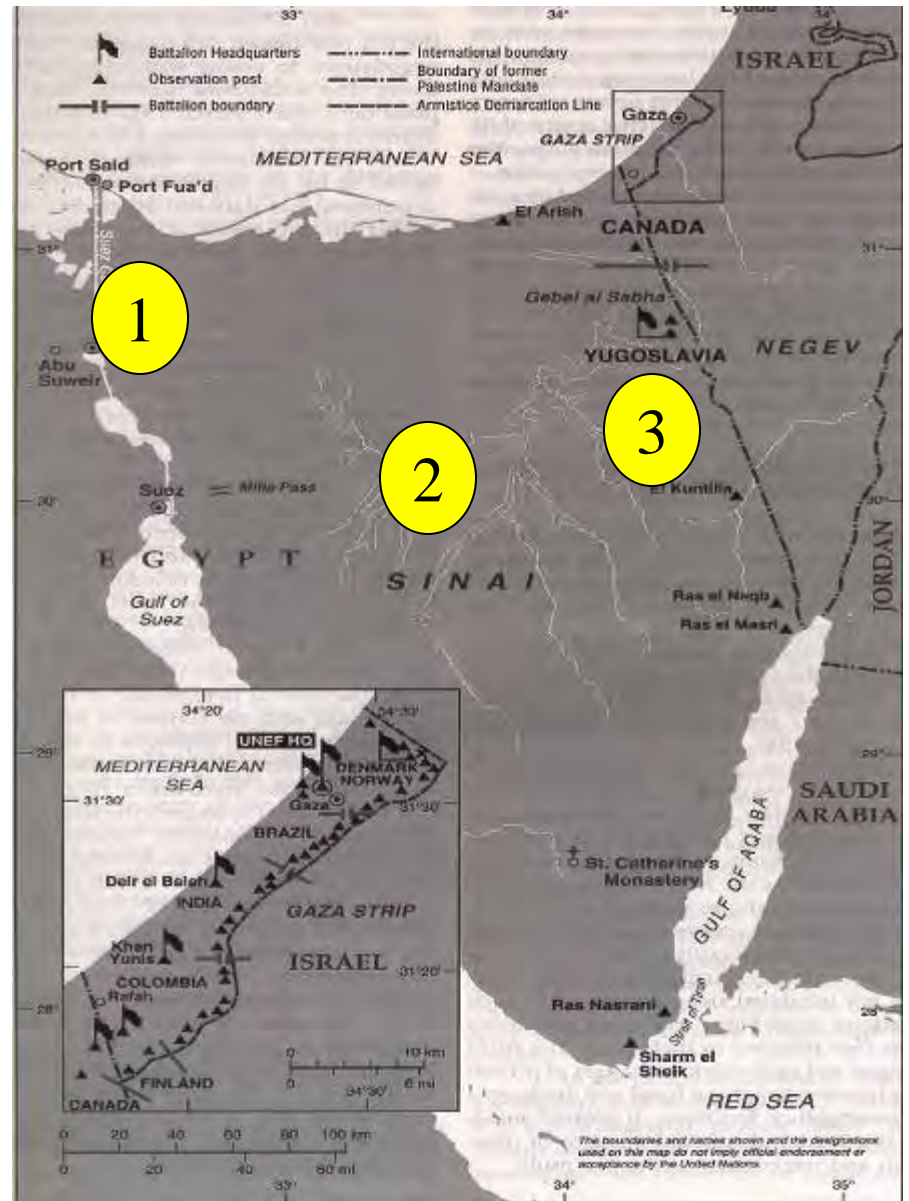 33°
34°
34°
Lydda
Battalion Headquarters
International boundary
ISRAEL
Observation post
Boundary of former
Palestine Mandate
Battalion boundary
Armistice Demarcation Line
Gaza
GAZA STRIP
MEDITERRANEAN SEA
Port Said
Port Fua'd
El Arish
CANADA
31°
31°
Suez C
Gebel al Sabha
1
YUGOSLAVIA
NEGEV
Abu
Suweir
3
2
El Kuntilla
Suez
Mitla Pass
30°
30°
EGYPT
SINAI
JORDAN
Gulf of
Suez
Ras el Naqb
Ras el Masri
34°20'
34°30'
UNEF HQ
29°
29°
MEDITERRANEAN
SEA
DENMARK
NORWAY
Gaza
31°30'
31°30'
SAUDI
ARABIA
BRAZIL
GULF OF AQABA
St. Catherine's
Monastery
Deir el Balah
INDIA
GAZA STRIP
Khan
Yunis
ISRAEL
31°20'
COLOMBIA
Rafah
28°
28°
Ras Nasrani
Strait of Tiran
Sharm el
Sheik
0 10 km
0 6 mi
34°30'
FINLAND
CANADA
RED SEA
0 20 40 60 80 100 km
0 20 40 60 mi
The boundaries and names shown and the designations
used on this map do not imply official endorsement or
acceptance by the United Nations.
33°
34°
35°